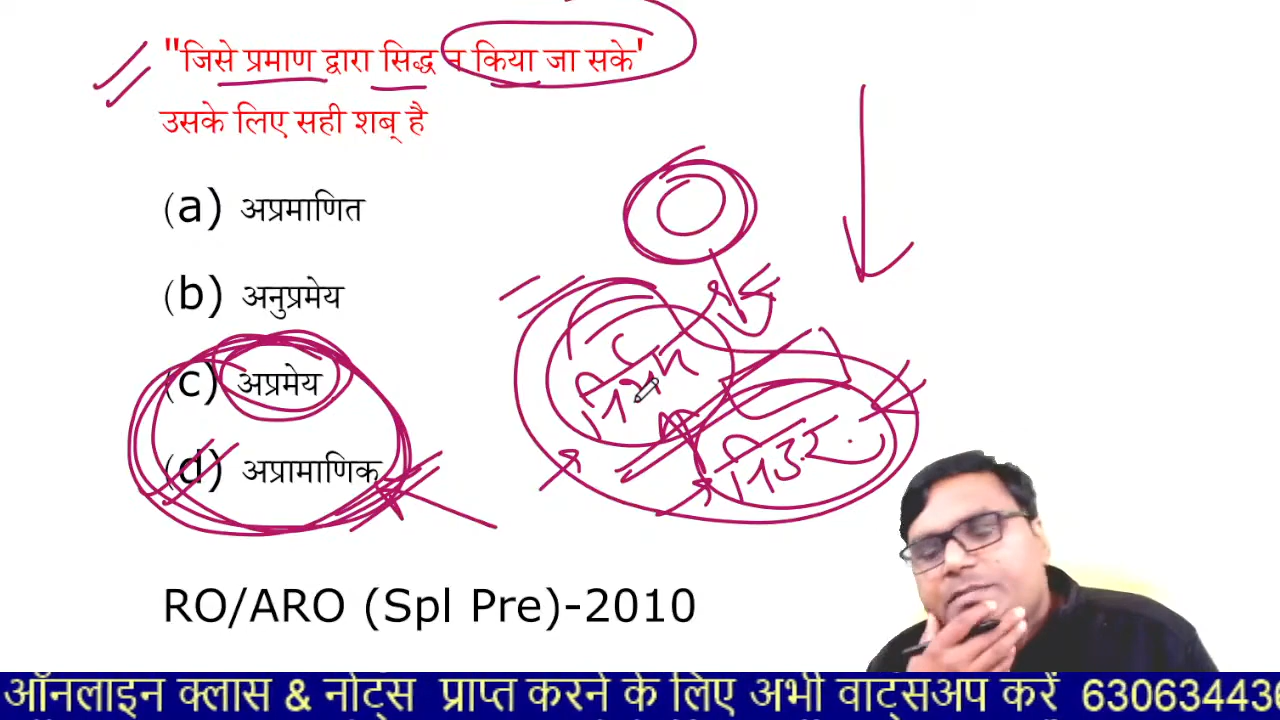 "जिसे प्रमाण द्वारा सिद्ध न किया जा सके'
उसके लिए सही शब् है
(a) अप्रमाणित
(b) अनुप्रमेय
(c) अप्रमेय
(d) अप्रामाणिक
RO/ARO (Spl Pre)-2010
ऑनलाइन क्लास & नोट्स प्राप्त करने के लिए अभी वाट्सअप करें